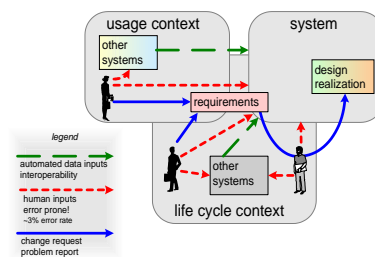 usage context
system
other
systems
design
realization
requirements
legend
automated data inputs
interoperability
human inputs
error prone!
~3% error rate
change request
problem report
other
systems
life cycle context